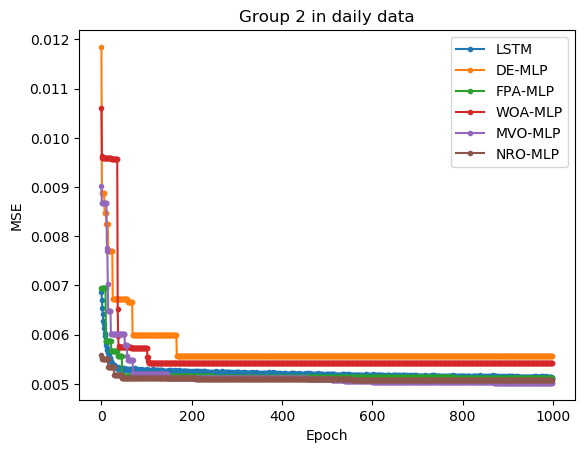 Group 2 in daily data
LSTM
DE-MLP
FPA-MLP
WOA-MLP
MVO-MLP
NRO-MLP
MSE
0.012
0.011
0.010
0.009
0.008
0.007
0.006
0.005
0
200
400
600
800
1000
Epoch